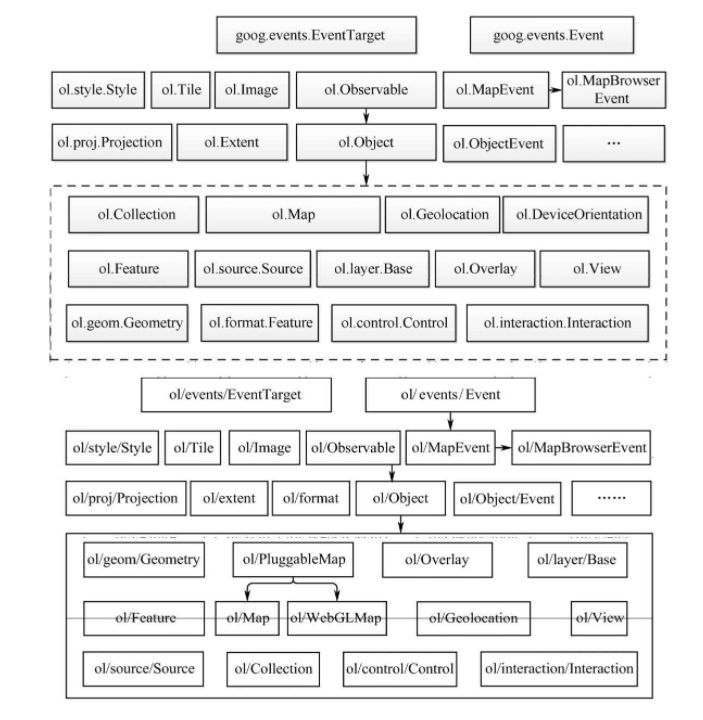 goog.events.EventTarget
goog.events.Event
ol.style.Style
ol.Tile
ol.Image
ol.Observable
ol.MapEvent
ol.MapBrowser
Event
ol.proj.Projection
ol.Extent
ol.Object
ol.ObjectEvent
...
ol.Collection
ol.Map
ol.Geolocation
ol.DeviceOrientation
ol.Feature
ol.source.Source
ol.layer.Base
ol.Overlay
ol.View
ol.geom.Geometry
ol.format.Feature
ol.control.Control
ol.interaction.Interaction
ol/events/EventTarget
ol/ events/ Event
ol/style/Style
ol/Tile
ol/Image
ol/Observable
ol/MapEvent
ol/MapBrowserEvent
ol/proj/Projection
ol/extent
ol/format
ol/Object
ol/Object/Event
......
ol/geom/Geometry
ol/PluggableMap
ol/Overlay
ol/layer/Base
ol/Feature
ol/Map
ol/WebGLMap
ol/Geolocation
ol/View
ol/source/Source
ol/Collection
ol/control/Control
ol/interaction/Interaction